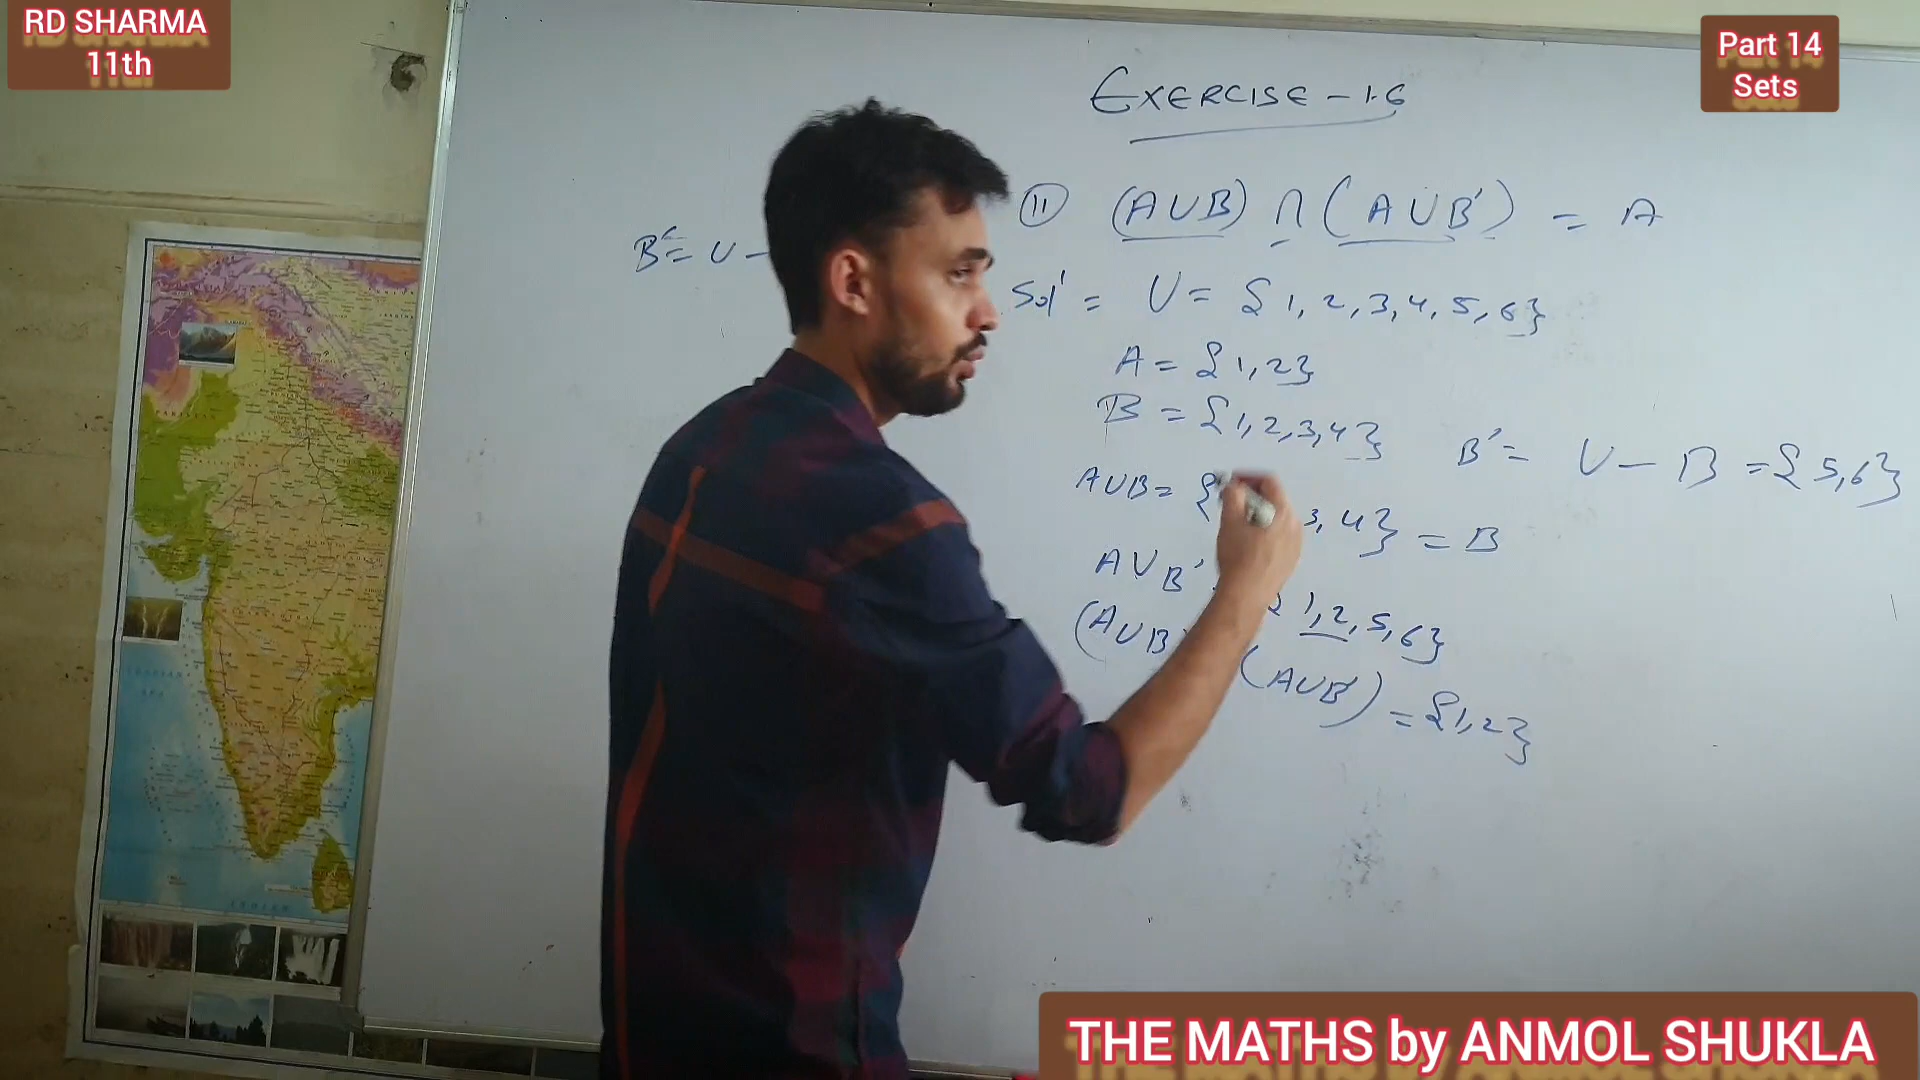 RD SHARMA
11th
Part 14
Sets
EXERCISE - 1.6
11 (A∪B) ∩ (A∪B') = A
B' = U -
Sol' = U = {1, 2, 3, 4, 5, 6}
A = {1, 2}
B = {1, 2, 3, 4} B' = U - B = {5, 6}
A∪B = { 3, 4} = B
A∪B' 1, 2, 5, 6}
(A∪B) (A∪B') = {1, 2}
THE MATHS by ANMOL SHUKLA